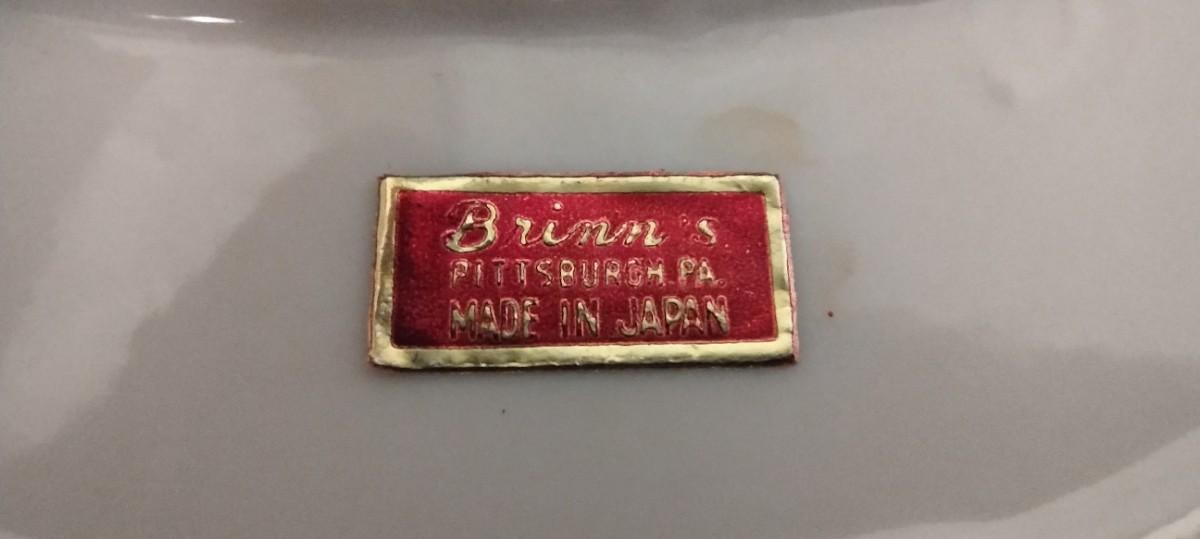 Brinn's
PITTSBURGH, PA.
MADE IN JAPAN